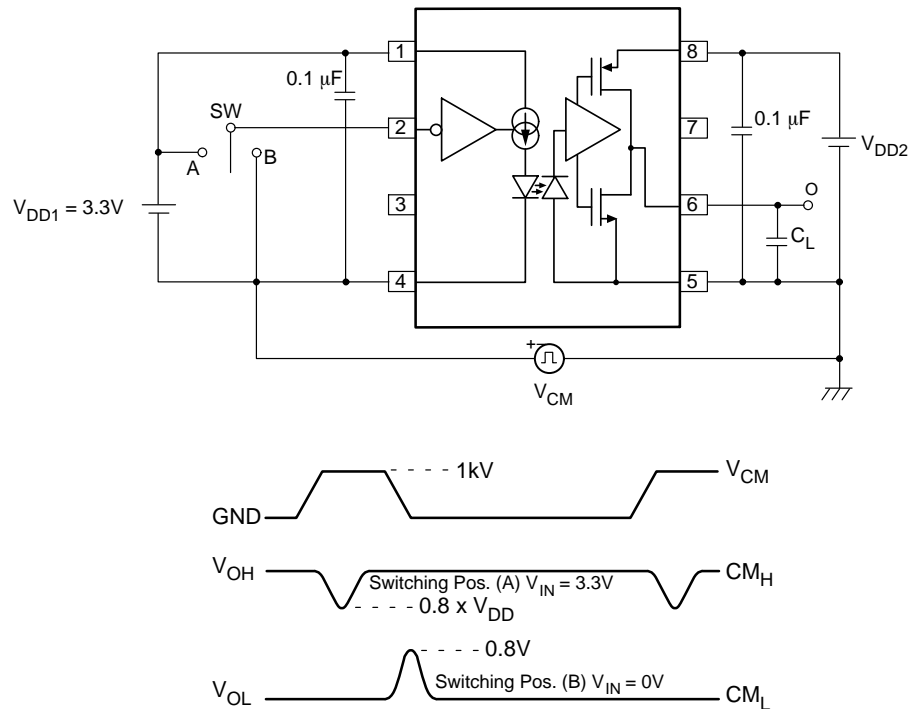 1
8
0.1 µF
SW
2
7
0.1 µF
A
B
V_DD2
V_DD1 = 3.3V
3
6
O
C_L
4
5
+−
V_CM
1kV
V_CM
GND
V_OH
Switching Pos. (A) V_IN = 3.3V
CM_H
0.8 x V_DD
0.8V
V_OL
Switching Pos. (B) V_IN = 0V
CM_L